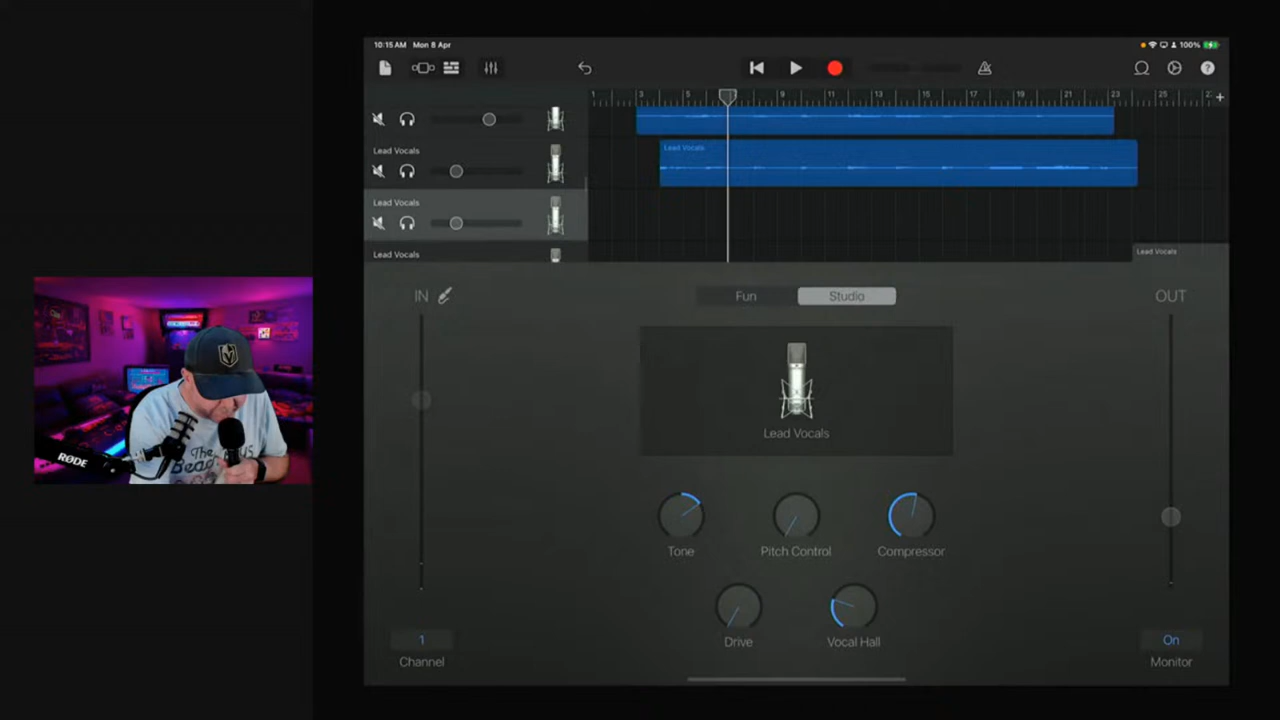 10:15 AM Mon 8 Apr
100%
1 3 5 7 9 11 13 15 17 19 21 23 25
Lead Vocals
Lead Vocals
Lead Vocals
Lead Vocals
Lead Vocals
IN
Fun
Studio
OUT
Lead Vocals
RØDE
The
Tone
Pitch Control
Compressor
Drive
Vocal Hall
1
Channel
On
Monitor